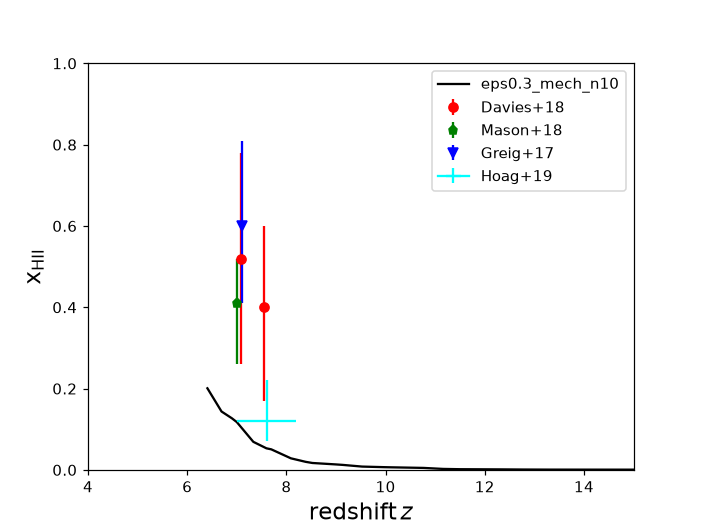 1.0
0.8
0.6
0.4
0.2
0.0
4 6 8 10 12 14
xHII
redshift z
eps0.3_mech_n10
Davies+18
Mason+18
Greig+17
Hoag+19